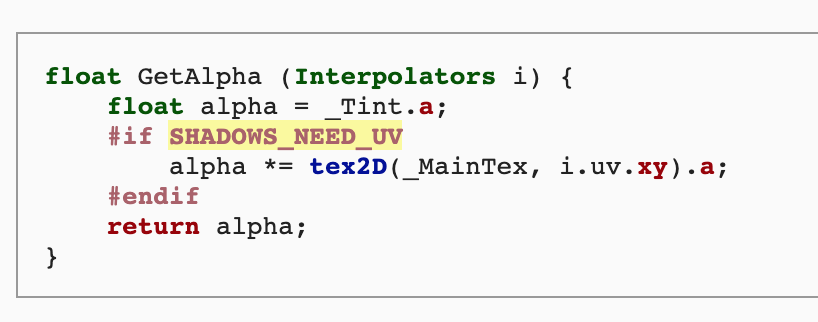 float GetAlpha (Interpolators i) {
float alpha = _Tint.a;
#if SHADOWS_NEED_UV
alpha *= tex2D(_MainTex, i.uv.xy).a;
#endif
return alpha;
}